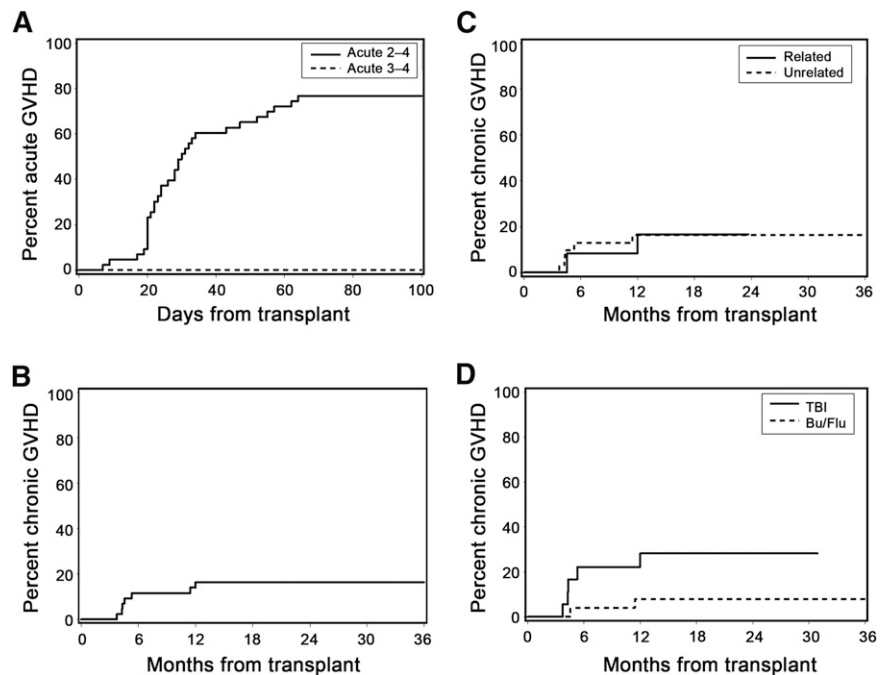 A
Percent acute GVHD
100
80
60
40
20
0
Acute 2–4
Acute 3–4
0 20 40 60 80 100
Days from transplant
B
Percent chronic GVHD
100
80
60
40
20
0
0 6 12 18 24 30 36
Months from transplant
C
Percent chronic GVHD
100
80
60
40
20
0
Related
Unrelated
0 6 12 18 24 30 36
Months from transplant
D
Percent chronic GVHD
100
80
60
40
20
0
TBI
Bu/Flu
0 6 12 18 24 30 36
Months from transplant